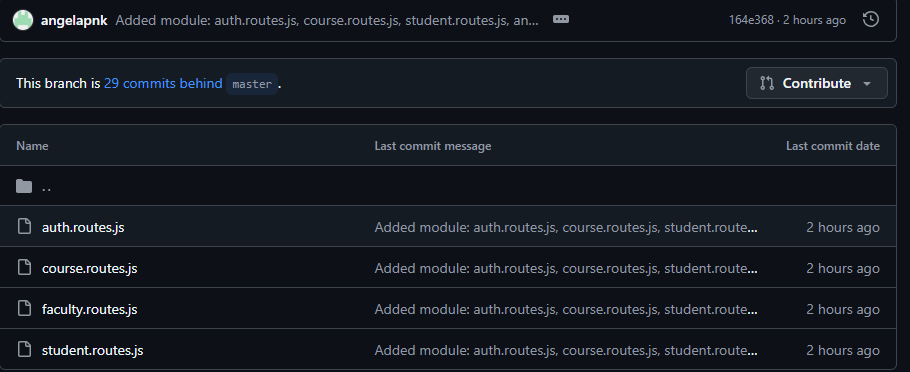 angelapnk Added module: auth.routes.js, course.routes.js, student.routes.js, an... 164e368 · 2 hours ago
This branch is 29 commits behind master. Contribute
Name Last commit message Last commit date
..
auth.routes.js Added module: auth.routes.js, course.routes.js, student.route... 2 hours ago
course.routes.js Added module: auth.routes.js, course.routes.js, student.route... 2 hours ago
faculty.routes.js Added module: auth.routes.js, course.routes.js, student.route... 2 hours ago
student.routes.js Added module: auth.routes.js, course.routes.js, student.route... 2 hours ago